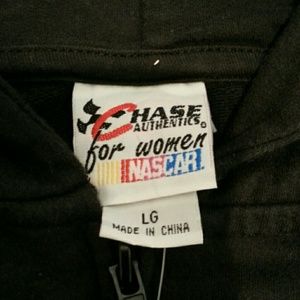 CHASE
AUTHENTICS®
for women
NASCAR
LG
MADE IN CHINA